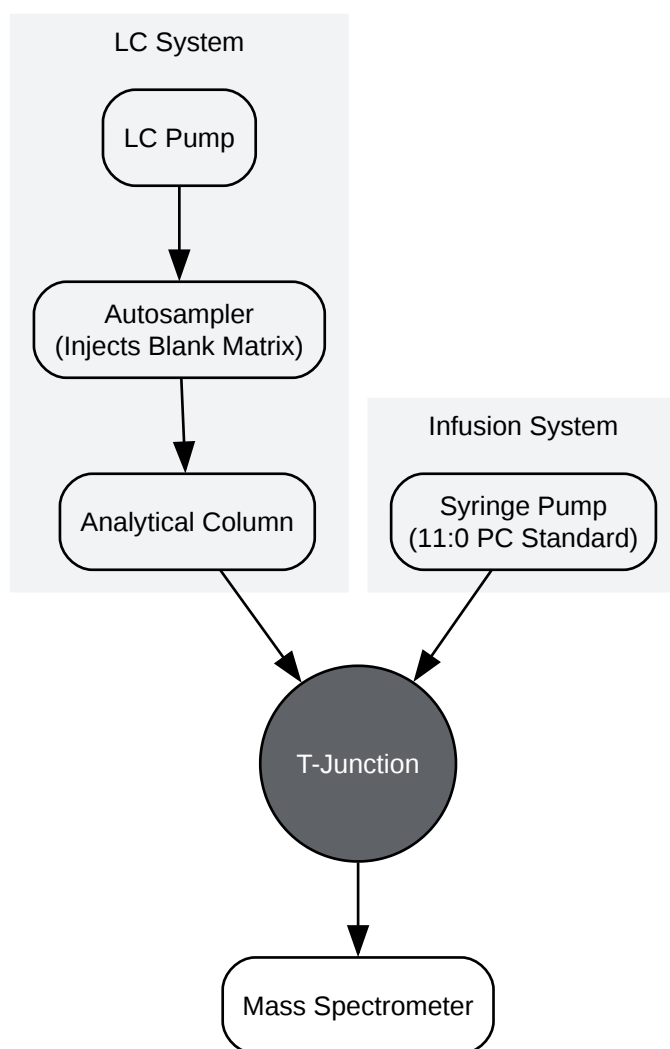 LC System
LC Pump
Autosampler
(Injects Blank Matrix)
Analytical Column
Infusion System
Syringe Pump
(11:0 PC Standard)
T-Junction
Mass Spectrometer